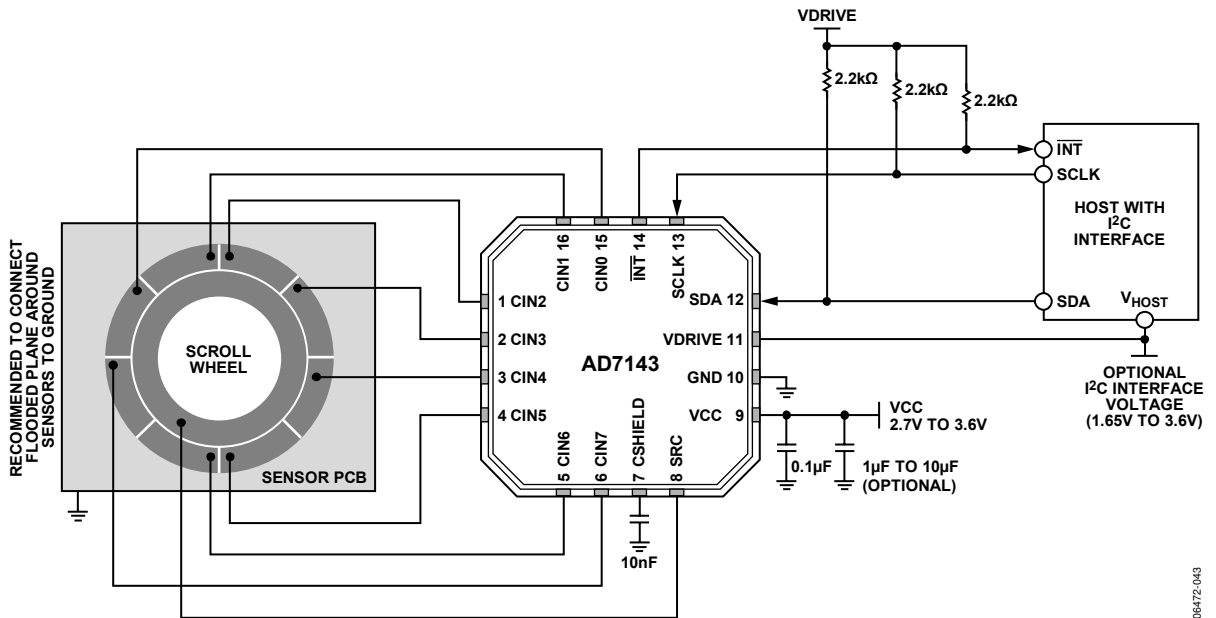 VDRIVE
2.2kΩ
2.2kΩ
2.2kΩ
INT
SCLK
HOST WITH
I2C
INTERFACE
SDA
VHOST
OPTIONAL
I2C INTERFACE
VOLTAGE
(1.65V TO 3.6V)
RECOMMENDED TO CONNECT
FLOODED PLANE AROUND
SENSORS TO GROUND
SCROLL
WHEEL
SENSOR PCB
CIN1 16
CIN0 15
INT 14
SCLK 13
1 CIN2
2 CIN3
3 CIN4
4 CIN5
AD7143
SDA 12
VDRIVE 11
GND 10
VCC 9
5 CIN6
6 CIN7
7 CSHIELD
8 SRC
VCC
2.7V TO 3.6V
0.1µF
1µF TO 10µF
(OPTIONAL)
10nF
06472-043